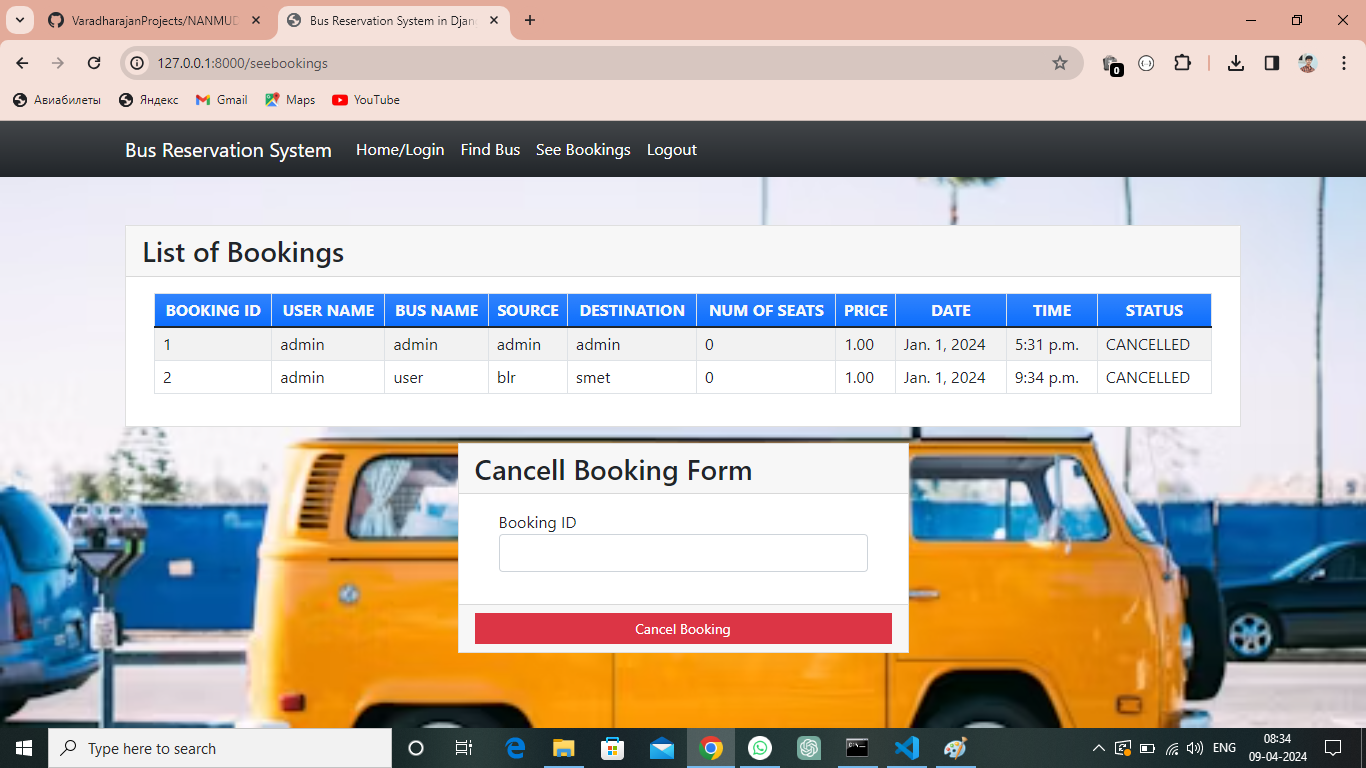 VaradharajanProjects/NANMUD
Bus Reservation System in Djan
127.0.0.1:8000/seebookings
0
Авиабилеты Яндекс Gmail Maps YouTube
Bus Reservation System Home/Login Find Bus See Bookings Logout
List of Bookings
BOOKING ID USER NAME BUS NAME SOURCE DESTINATION NUM OF SEATS PRICE DATE TIME STATUS
1 admin admin admin admin 0 1.00 Jan. 1, 2024 5:31 p.m. CANCELLED
2 admin user blr smet 0 1.00 Jan. 1, 2024 9:34 p.m. CANCELLED
Cancell Booking Form
Booking ID
Cancel Booking
Type here to search
ENG
08:34
09-04-2024